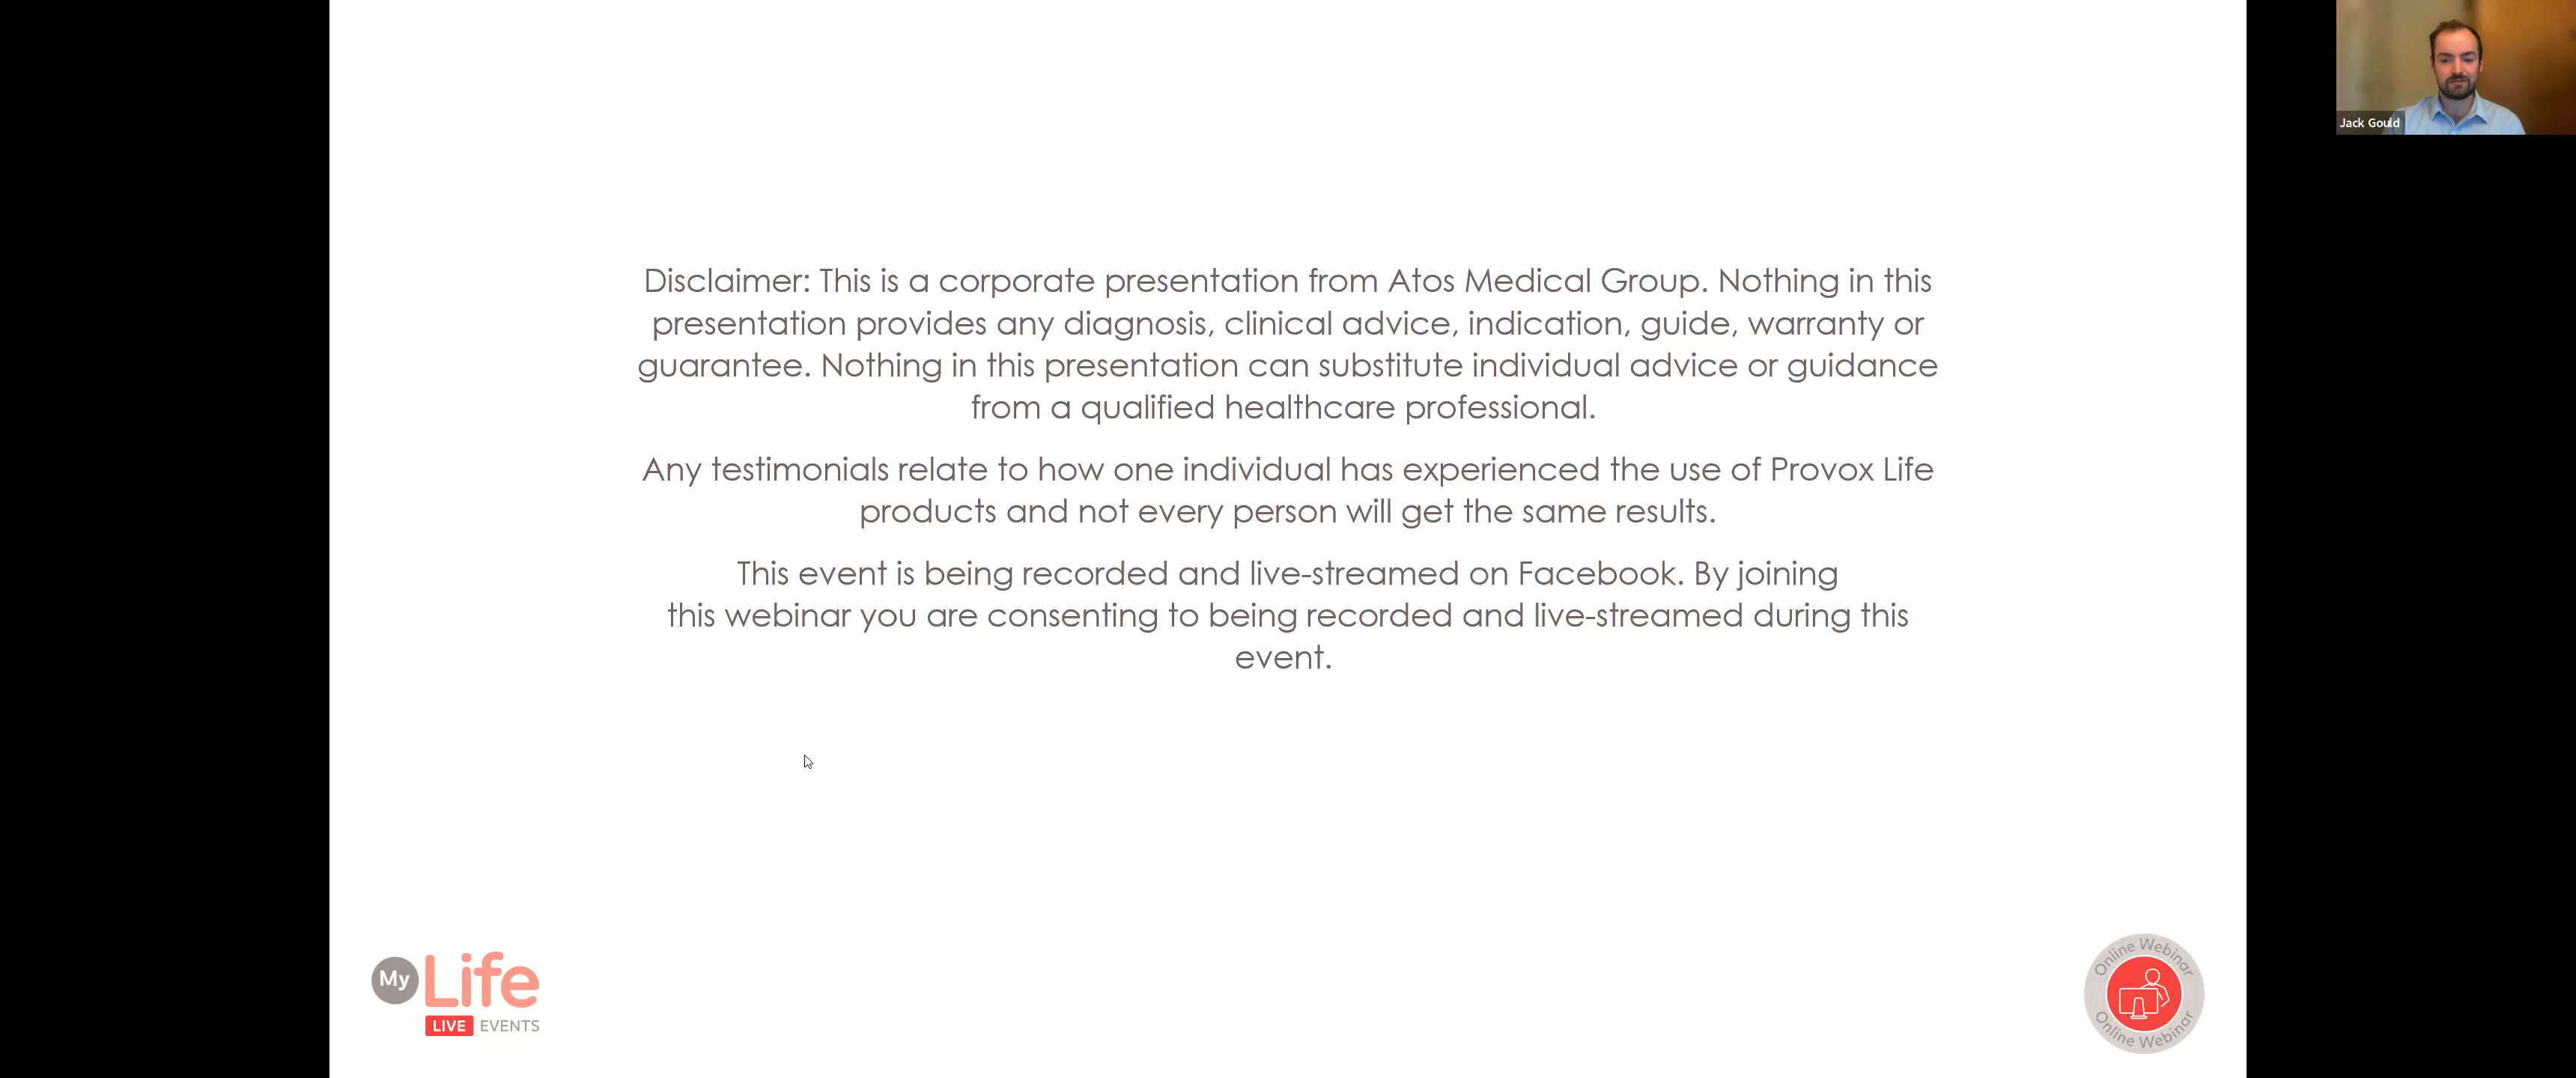 Jack Gould
Disclaimer: This is a corporate presentation from Atos Medical Group. Nothing in this
presentation provides any diagnosis, clinical advice, indication, guide, warranty or
guarantee. Nothing in this presentation can substitute individual advice or guidance
from a qualified healthcare professional.
Any testimonials relate to how one individual has experienced the use of Provox Life
products and not every person will get the same results.
This event is being recorded and live-streamed on Facebook. By joining
this webinar you are consenting to being recorded and live-streamed during this
event.
My Life
LIVE EVENTS
Online Webinar
Online Webinar